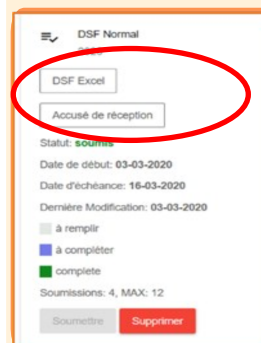 DSF Normal
DSF Excel
Accusé de réception
Statut: soumis
Date de début: 03-03-2020
Date d'échéance: 16-03-2020
Dernière Modification: 03-03-2020
à remplir
à compléter
complete
Soumissions: 4, MAX: 12
Soumettre Supprimer